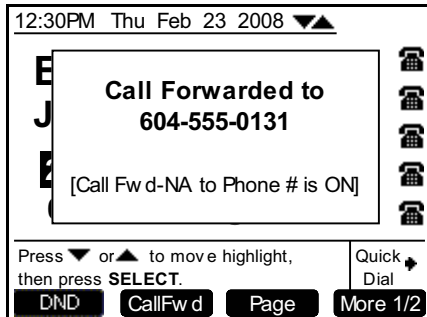 12:30PM Thu Feb 23 2008
E
Call Forwarded to
J
604-555-0131
[Call Fwd-NA to Phone # is ON]
Press ▼ or ▲ to move highlight,
then press SELECT.
Quick
Dial
DND CallFwd Page More 1/2